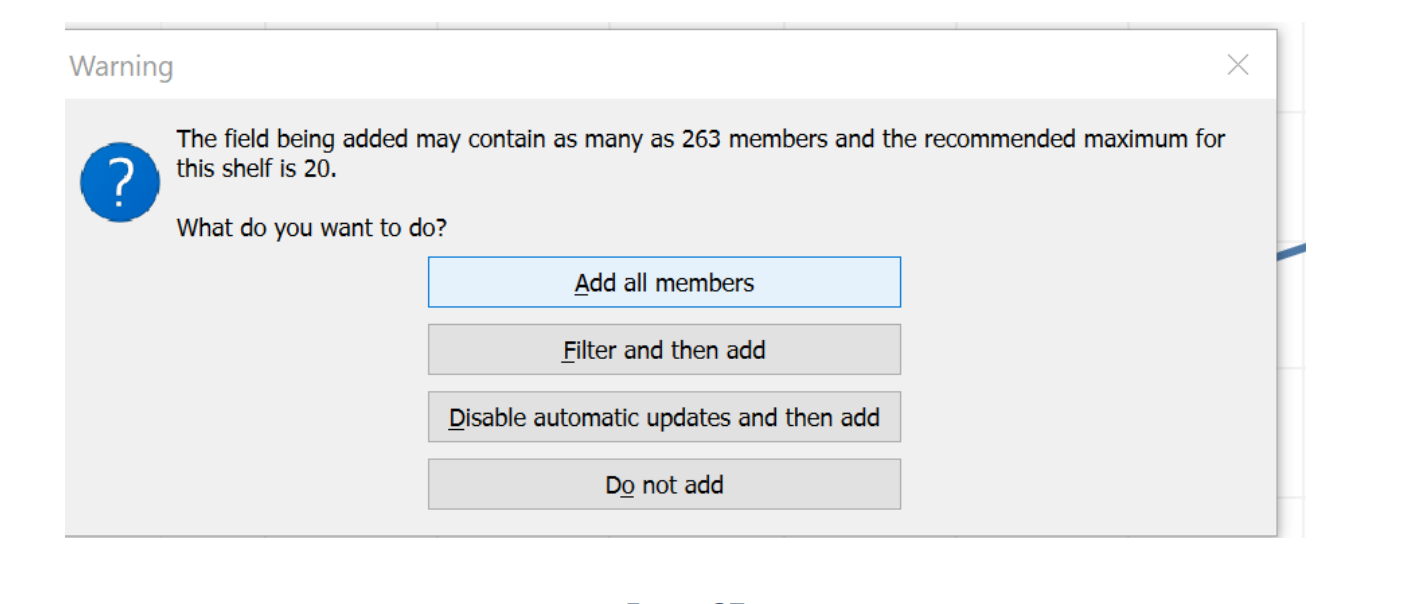 Warning
The field being added may contain as many as 263 members and the recommended maximum for
this shelf is 20.
What do you want to do?
Add all members
Filter and then add
Disable automatic updates and then add
Do not add